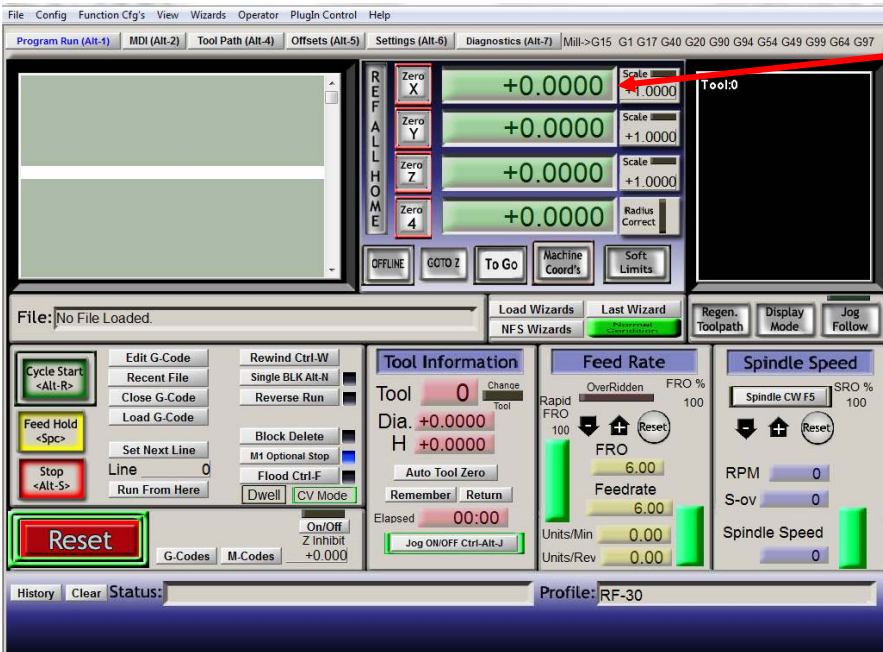 File Config Function Cfg's View Wizards Operator PlugIn Control Help
Program Run (Alt-1) MDI (Alt-2) Tool Path (Alt-4) Offsets (Alt-5) Settings (Alt-6) Diagnostics (Alt-7) Mill->G15 G1 G17 G40 G20 G90 G94 G54 G49 G99 G64 G97
REF ALL HOME
Zero X +0.0000 Scale +1.0000
Zero Y +0.0000 Scale +1.0000
Zero Z +0.0000 Scale +1.0000
Zero 4 +0.0000 Radius Correct
OFFLINE GOTO Z To Go Machine Coord's Soft Limits
Tool:0
File: No File Loaded.
Load Wizards Last Wizard
NFS Wizards Normal Condition
Regen. Toolpath Display Mode Jog Follow
Cycle Start <Alt-R>
Feed Hold <Spc>
Stop <Alt-S>
Edit G-Code
Recent File
Close G-Code
Load G-Code
Set Next Line
Line 0
Run From Here
Rewind Ctrl-W
Single BLK Alt-N
Reverse Run
Block Delete
M1 Optional Stop
Flood Ctrl-F
Dwell CV Mode
Reset
G-Codes M-Codes
On/Off
Z Inhibit
+0.000
Tool Information
Tool 0 Change Tool
Dia. +0.0000
H +0.0000
Auto Tool Zero
Remember Return
Elapsed 00:00
Jog ON/OFF Ctrl-Alt-J
Feed Rate
OverRidden FRO %
100
Rapid FRO
100
Reset
FRO
6.00
Feedrate
6.00
Units/Min 0.00
Units/Rev 0.00
Spindle Speed
Spindle CW F5 SRO %
100
Reset
RPM 0
S-ov 0
Spindle Speed
0
History Clear Status: Profile: RF-30